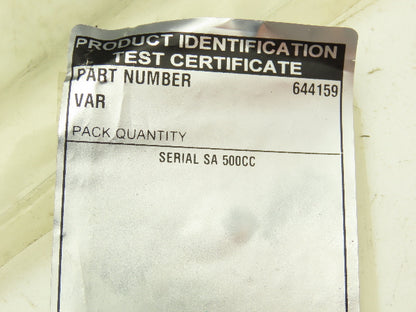 PRODUCT IDENTIFICATION
TEST CERTIFICATE
PART NUMBER 644159
VAR
PACK QUANTITY
SERIAL SA 500CC